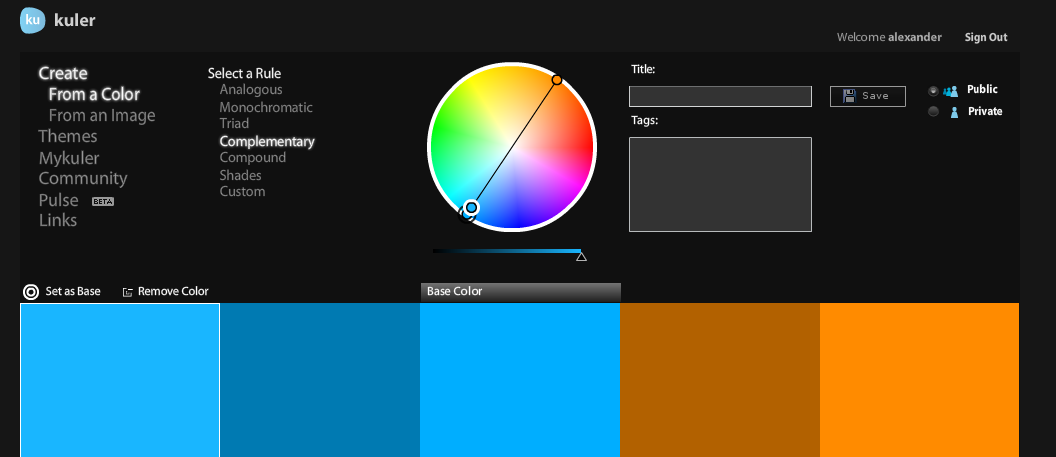 ku kuler
Welcome alexander Sign Out
Create
From a Color
From an Image
Themes
Mykuler
Community
Pulse BETA
Links
Select a Rule
Analogous
Monochromatic
Triad
Complementary
Compound
Shades
Custom
Title:
Save
Public
Private
Tags:
Set as Base
Remove Color
Base Color